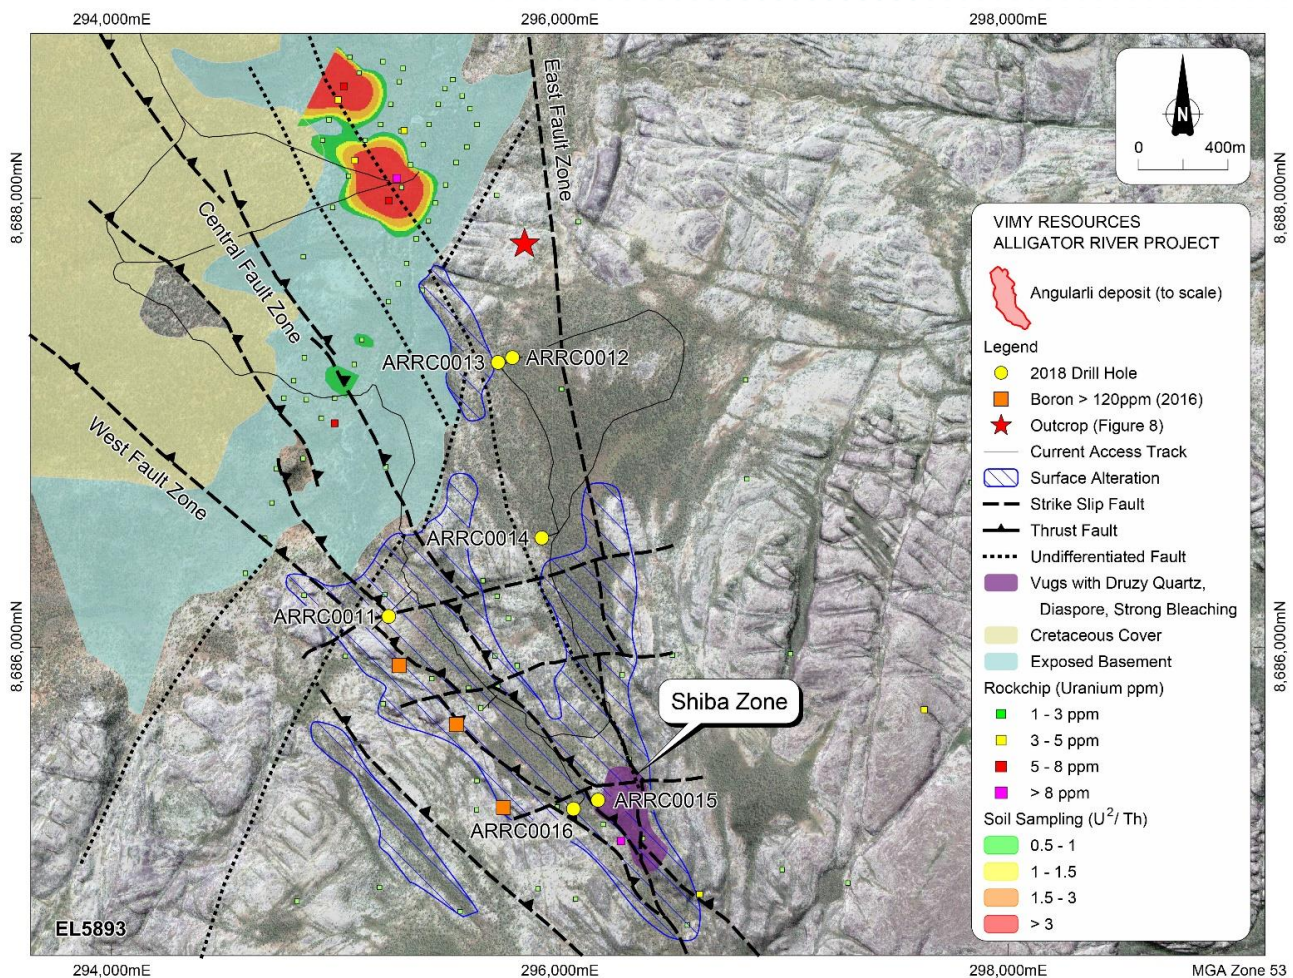 294,000mE
296,000mE
298,000mE
8,688,000mN
8,688,000mN
8,686,000mN
8,686,000mN
N
0
400m
East Fault Zone
Central Fault Zone
West Fault Zone
ARRC0013
ARRC0012
ARRC0014
ARRC0011
Shiba Zone
ARRC0015
ARRC0016
EL5893
VIMY RESOURCES
ALLIGATOR RIVER PROJECT
Angularli deposit (to scale)
Legend
2018 Drill Hole
Boron > 120ppm (2016)
Outcrop (Figure 8)
Current Access Track
Surface Alteration
Strike Slip Fault
Thrust Fault
Undifferentiated Fault
Vugs with Druzy Quartz,
Diaspore, Strong Bleaching
Cretaceous Cover
Exposed Basement
Rockchip (Uranium ppm)
1 - 3 ppm
3 - 5 ppm
5 - 8 ppm
> 8 ppm
Soil Sampling (U²/ Th)
0.5 - 1
1 - 1.5
1.5 - 3
> 3
294,000mE
296,000mE
298,000mE
MGA Zone 53